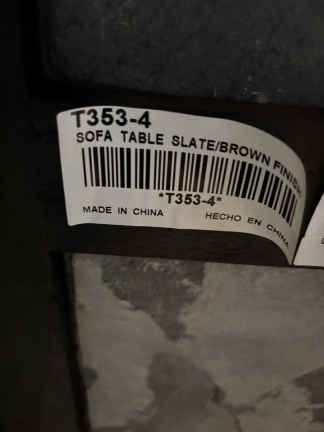 T353-4
SOFA TABLE SLATE/BROWN FINISH
*T353-4*
MADE IN CHINA
HECHO EN CHINA